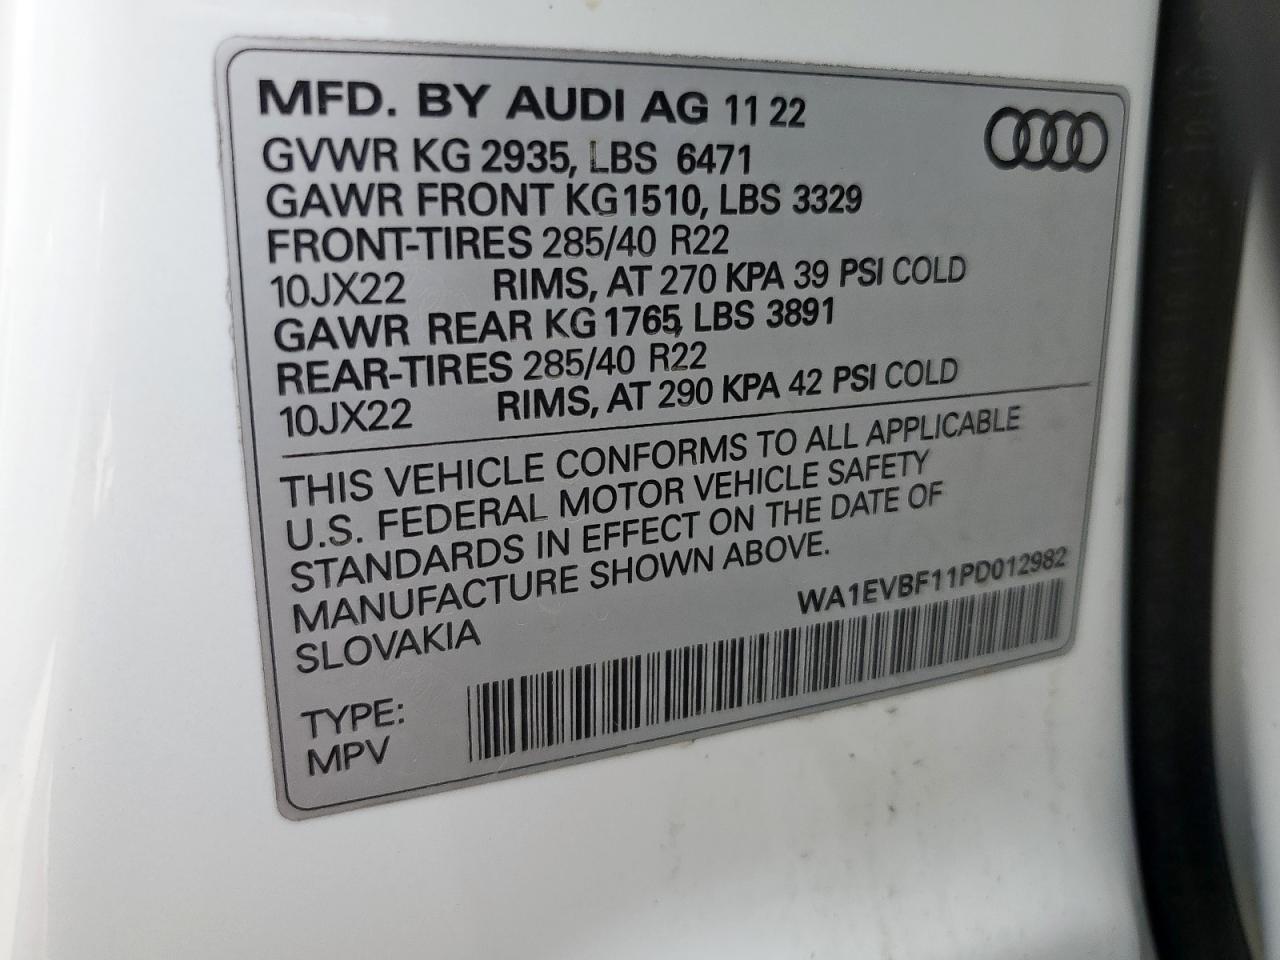 MFD. BY AUDI AG 11 22
GVWR KG 2935, LBS 6471
GAWR FRONT KG 1510, LBS 3329
FRONT-TIRES 285/40 R22
10JX22 RIMS, AT 270 KPA 39 PSI COLD
GAWR REAR KG 1765, LBS 3891
REAR-TIRES 285/40 R22
10JX22 RIMS, AT 290 KPA 42 PSI COLD
THIS VEHICLE CONFORMS TO ALL APPLICABLE
U.S. FEDERAL MOTOR VEHICLE SAFETY
STANDARDS IN EFFECT ON THE DATE OF
MANUFACTURE SHOWN ABOVE.
SLOVAKIA
WA1EVBF11PD012982
TYPE:
MPV